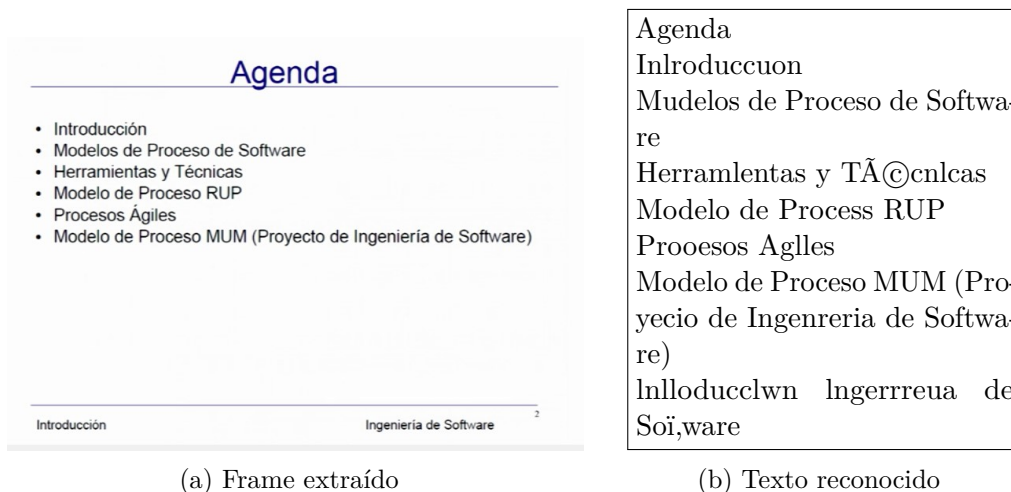 Agenda
• Introducción
• Modelos de Proceso de Software
• Herramientas y Técnicas
• Modelo de Proceso RUP
• Procesos Ágiles
• Modelo de Proceso MUM (Proyecto de Ingeniería de Software)
Introducción Ingeniería de Software 2
(a) Frame extraído
Agenda
Inlroduccuon
Mudelos de Proceso de Softwa-
re
Herramlentas y TÃ©cnlcas
Modelo de Process RUP
Prooesos Aglles
Modelo de Proceso MUM (Pro-
yecio de Ingenreria de Softwa-
re)
lnlloducclwn lngerrreua de
Soï,ware
(b) Texto reconocido